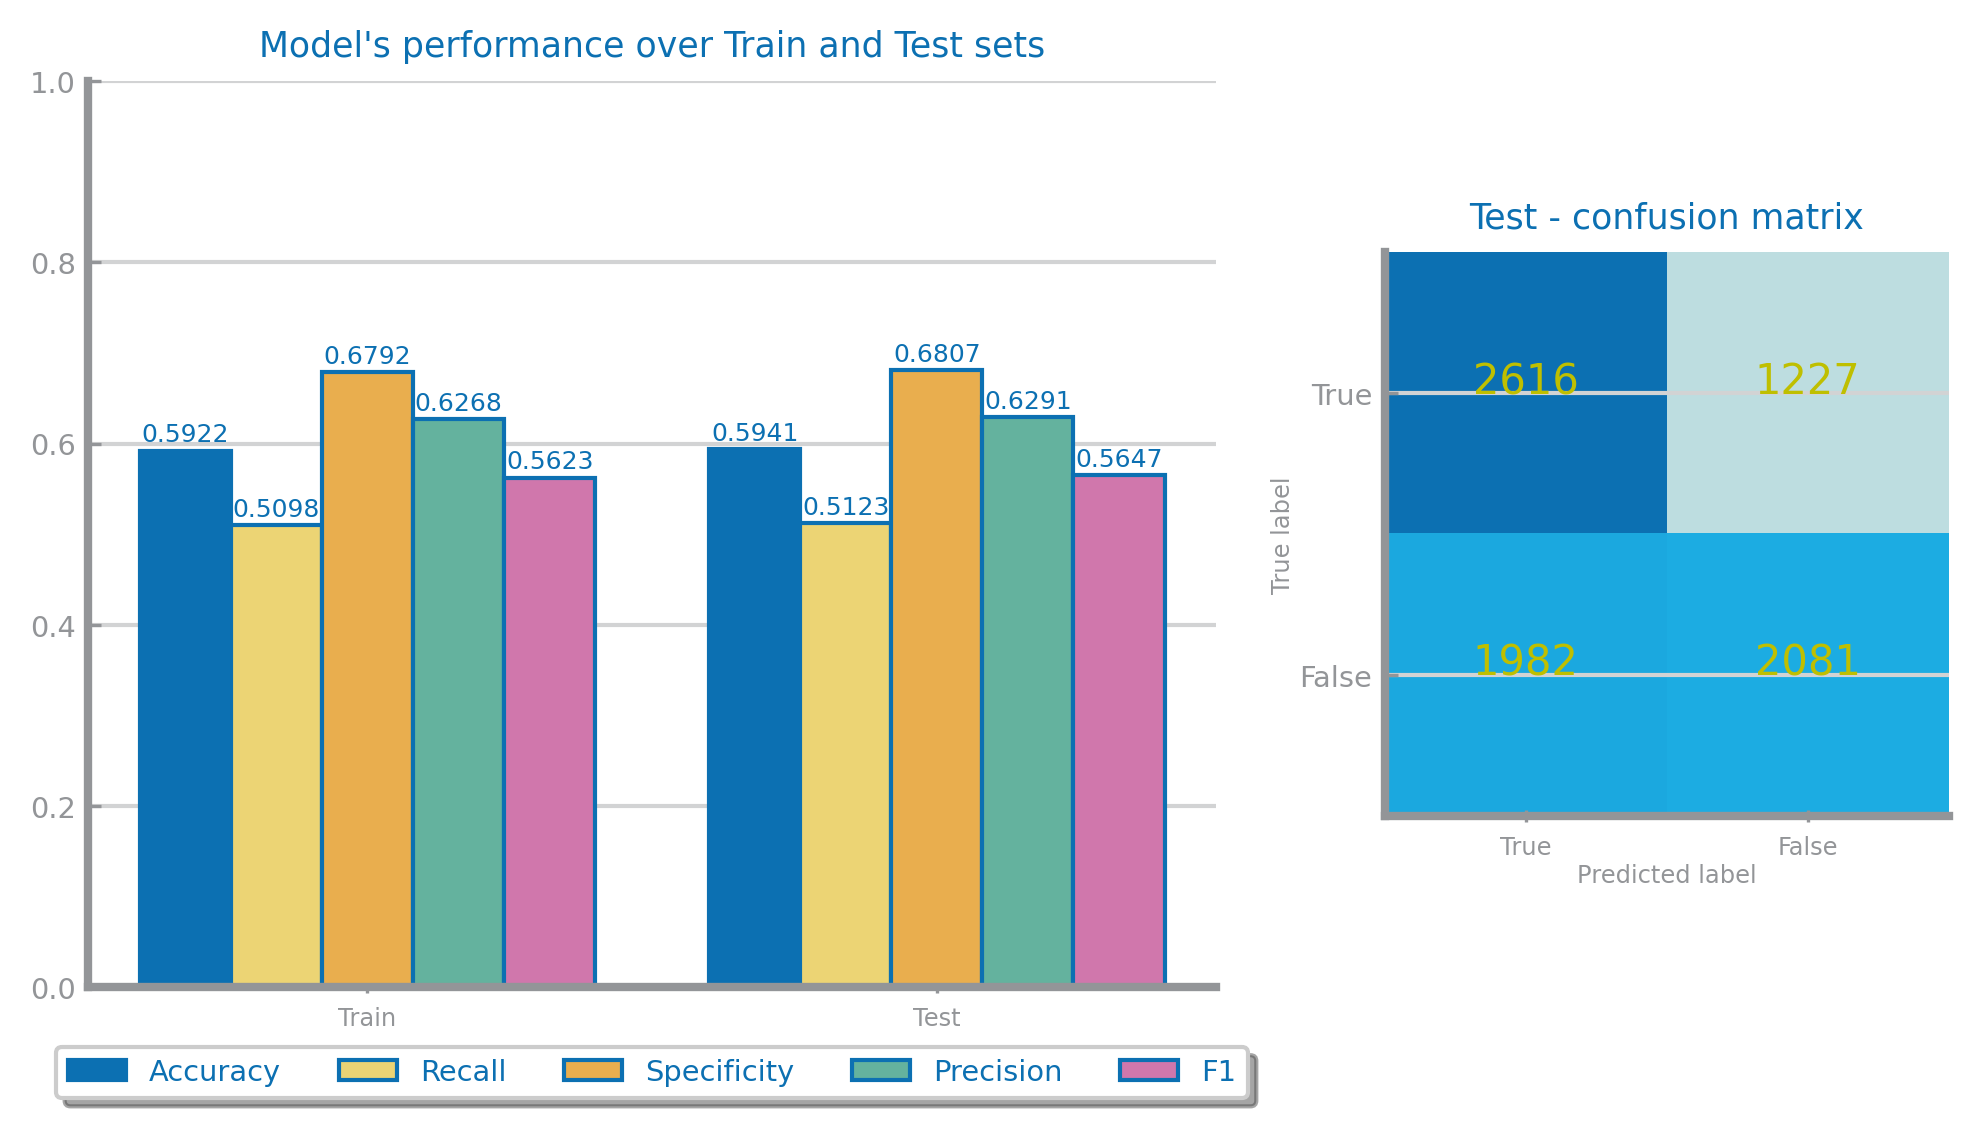 Model's performance over Train and Test sets
1.0
0.8
0.6
0.4
0.2
0.0
0.5922
0.5098
0.6792
0.6268
0.5623
0.5941
0.5123
0.6807
0.6291
0.5647
Train
Test
Accuracy
Recall
Specificity
Precision
F1
Test - confusion matrix
True label
True
2616
1227
False
1982
2081
True
False
Predicted label